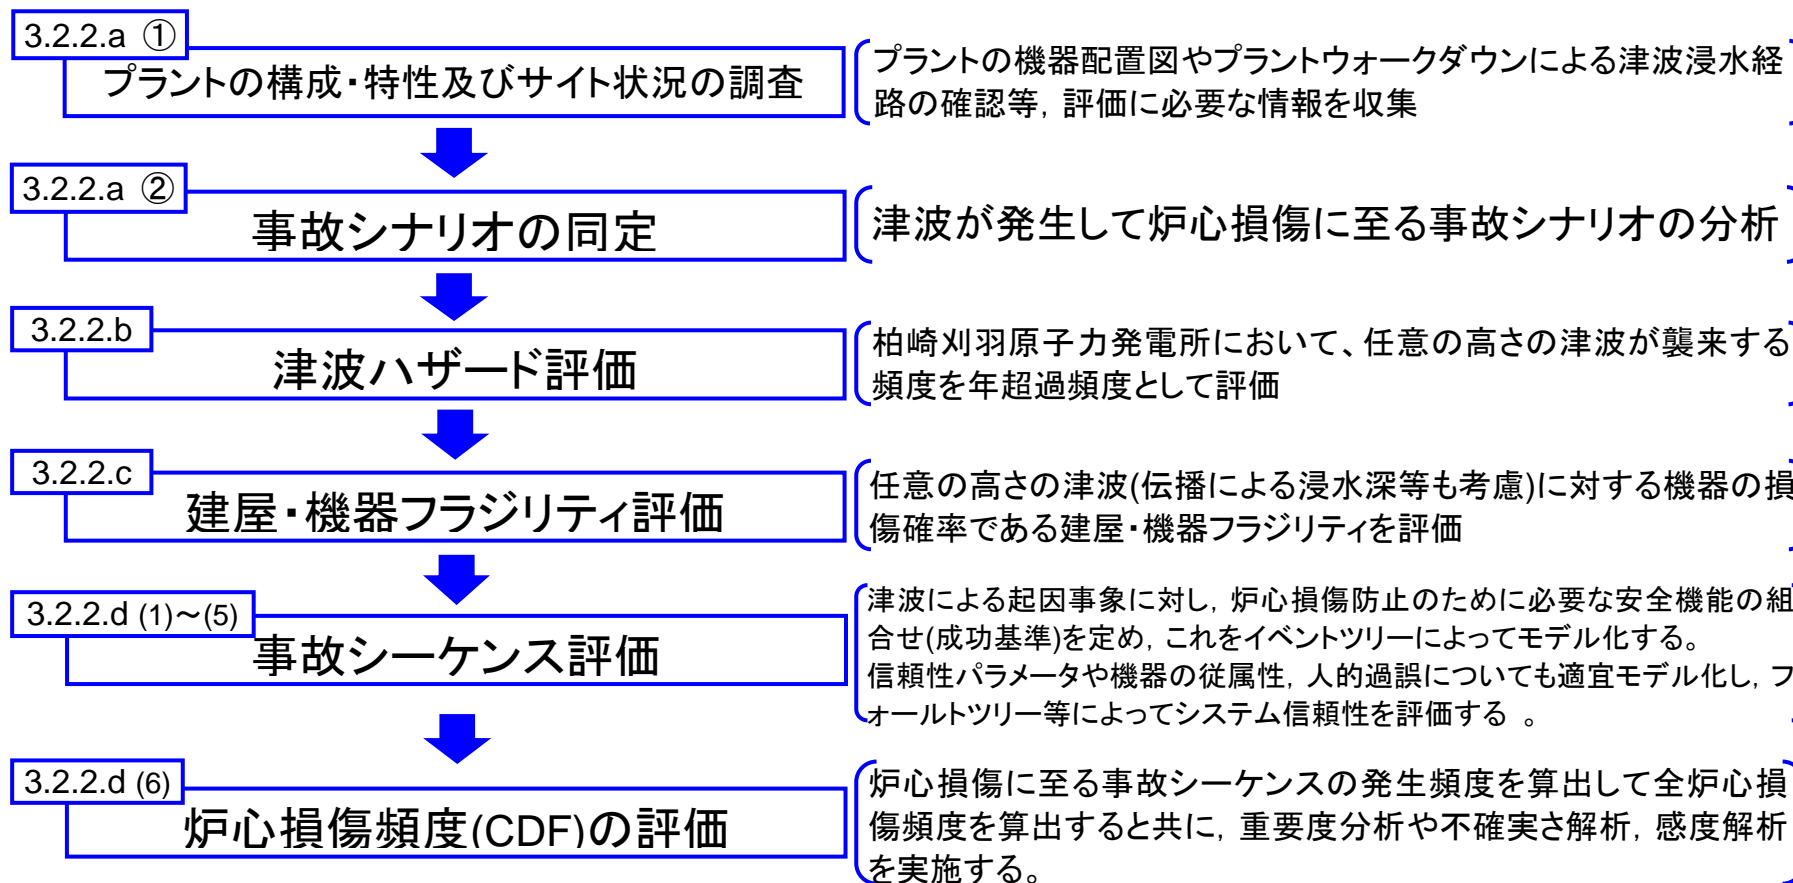 3.2.2.a ①
プラントの構成・特性及びサイト状況の調査
プラントの機器配置図やプラントウォークダウンによる津波浸水経
路の確認等, 評価に必要な情報を収集
3.2.2.a ②
事故シナリオの同定
津波が発生して炉心損傷に至る事故シナリオの分析
3.2.2.b
津波ハザード評価
柏崎刈羽原子力発電所において、任意の高さの津波が襲来する
頻度を年超過頻度として評価
3.2.2.c
建屋・機器フラジリティ評価
任意の高さの津波(伝播による浸水深等も考慮)に対する機器の損
傷確率である建屋・機器フラジリティを評価
3.2.2.d (1)～(5)
事故シーケンス評価
津波による起因事象に対し, 炉心損傷防止のために必要な安全機能の組
合せ(成功基準)を定め, これをイベントツリーによってモデル化する。
信頼性パラメータや機器の従属性, 人的過誤についても適宜モデル化し, フ
ォールトツリー等によってシステム信頼性を評価する 。
3.2.2.d (6)
炉心損傷頻度(CDF)の評価
炉心損傷に至る事故シーケンスの発生頻度を算出して全炉心損
傷頻度を算出すると共に, 重要度分析や不確実さ解析, 感度解析
を実施する。